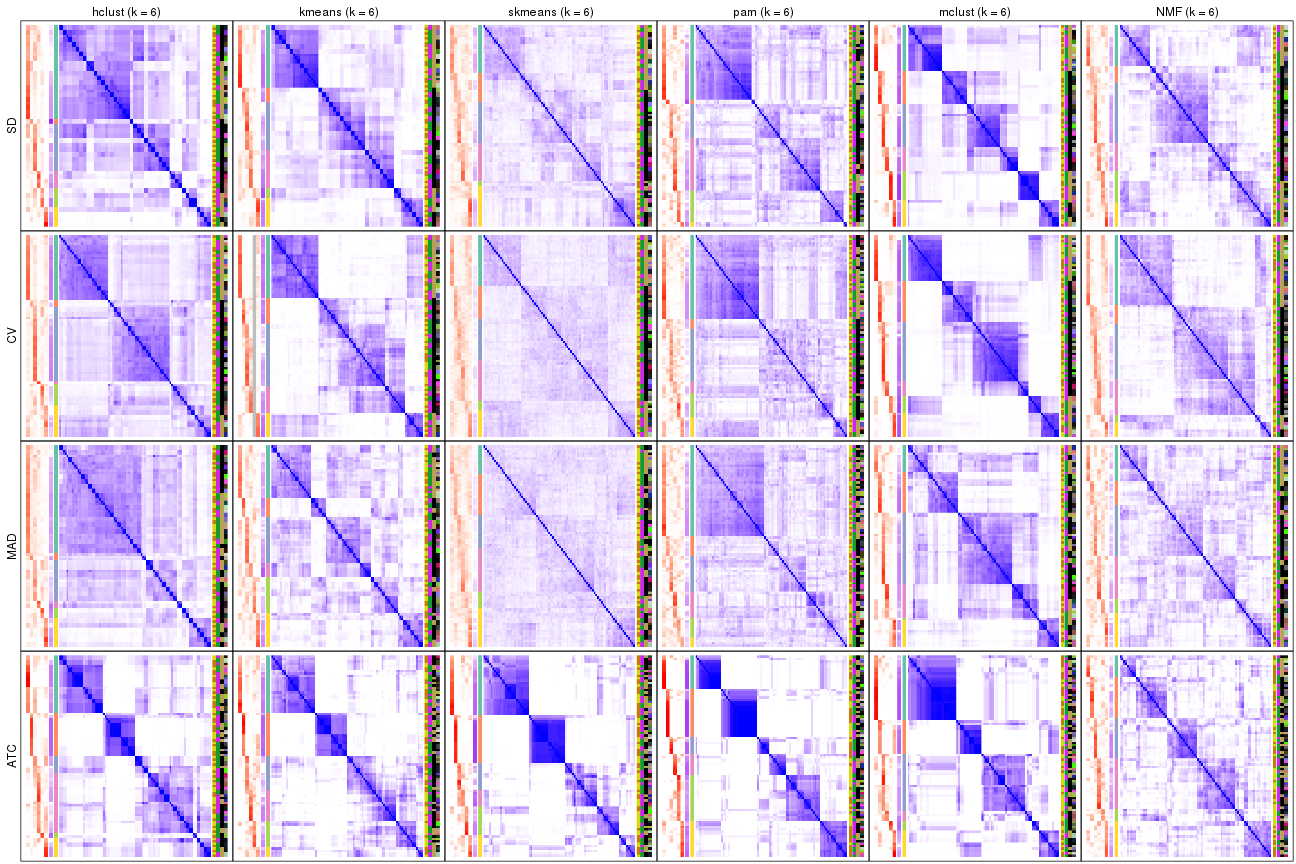 hclust (k = 6) kmeans (k = 6) skmeans (k = 6) pam (k = 6) mclust (k = 6) NMF (k = 6)
SD
CV
MAD
ATC